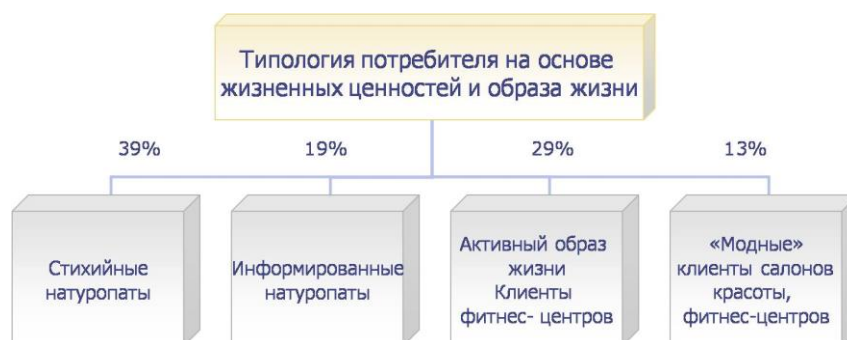 Типология потребителя на основе
жизненных ценностей и образа жизни
39%
19%
29%
13%
Стихийные
натуропаты
Информированные
натуропаты
Активный образ
жизни
Клиенты
фитнес- центров
«Модные»
клиенты салонов
красоты,
фитнес-центров